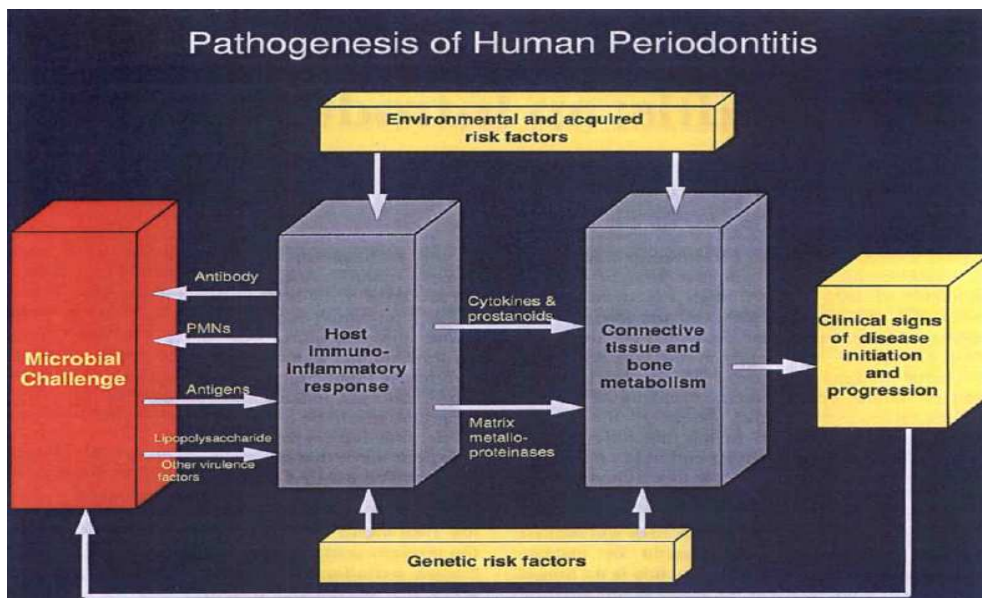 Pathogenesis of Human Periodontitis
Environmental and acquired
risk factors
Microbial
Challenge
Antibody
PMNs
Antigens
Lipopolysaccharide
Other virulence
factors
Host
immuno-
inflammatory
response
Cytokines &
prostanoids
Matrix
metallo-
proteinases
Connective
tissue and
bone
metabolism
Clinical signs
of disease
initiation
and
progression
Genetic risk factors